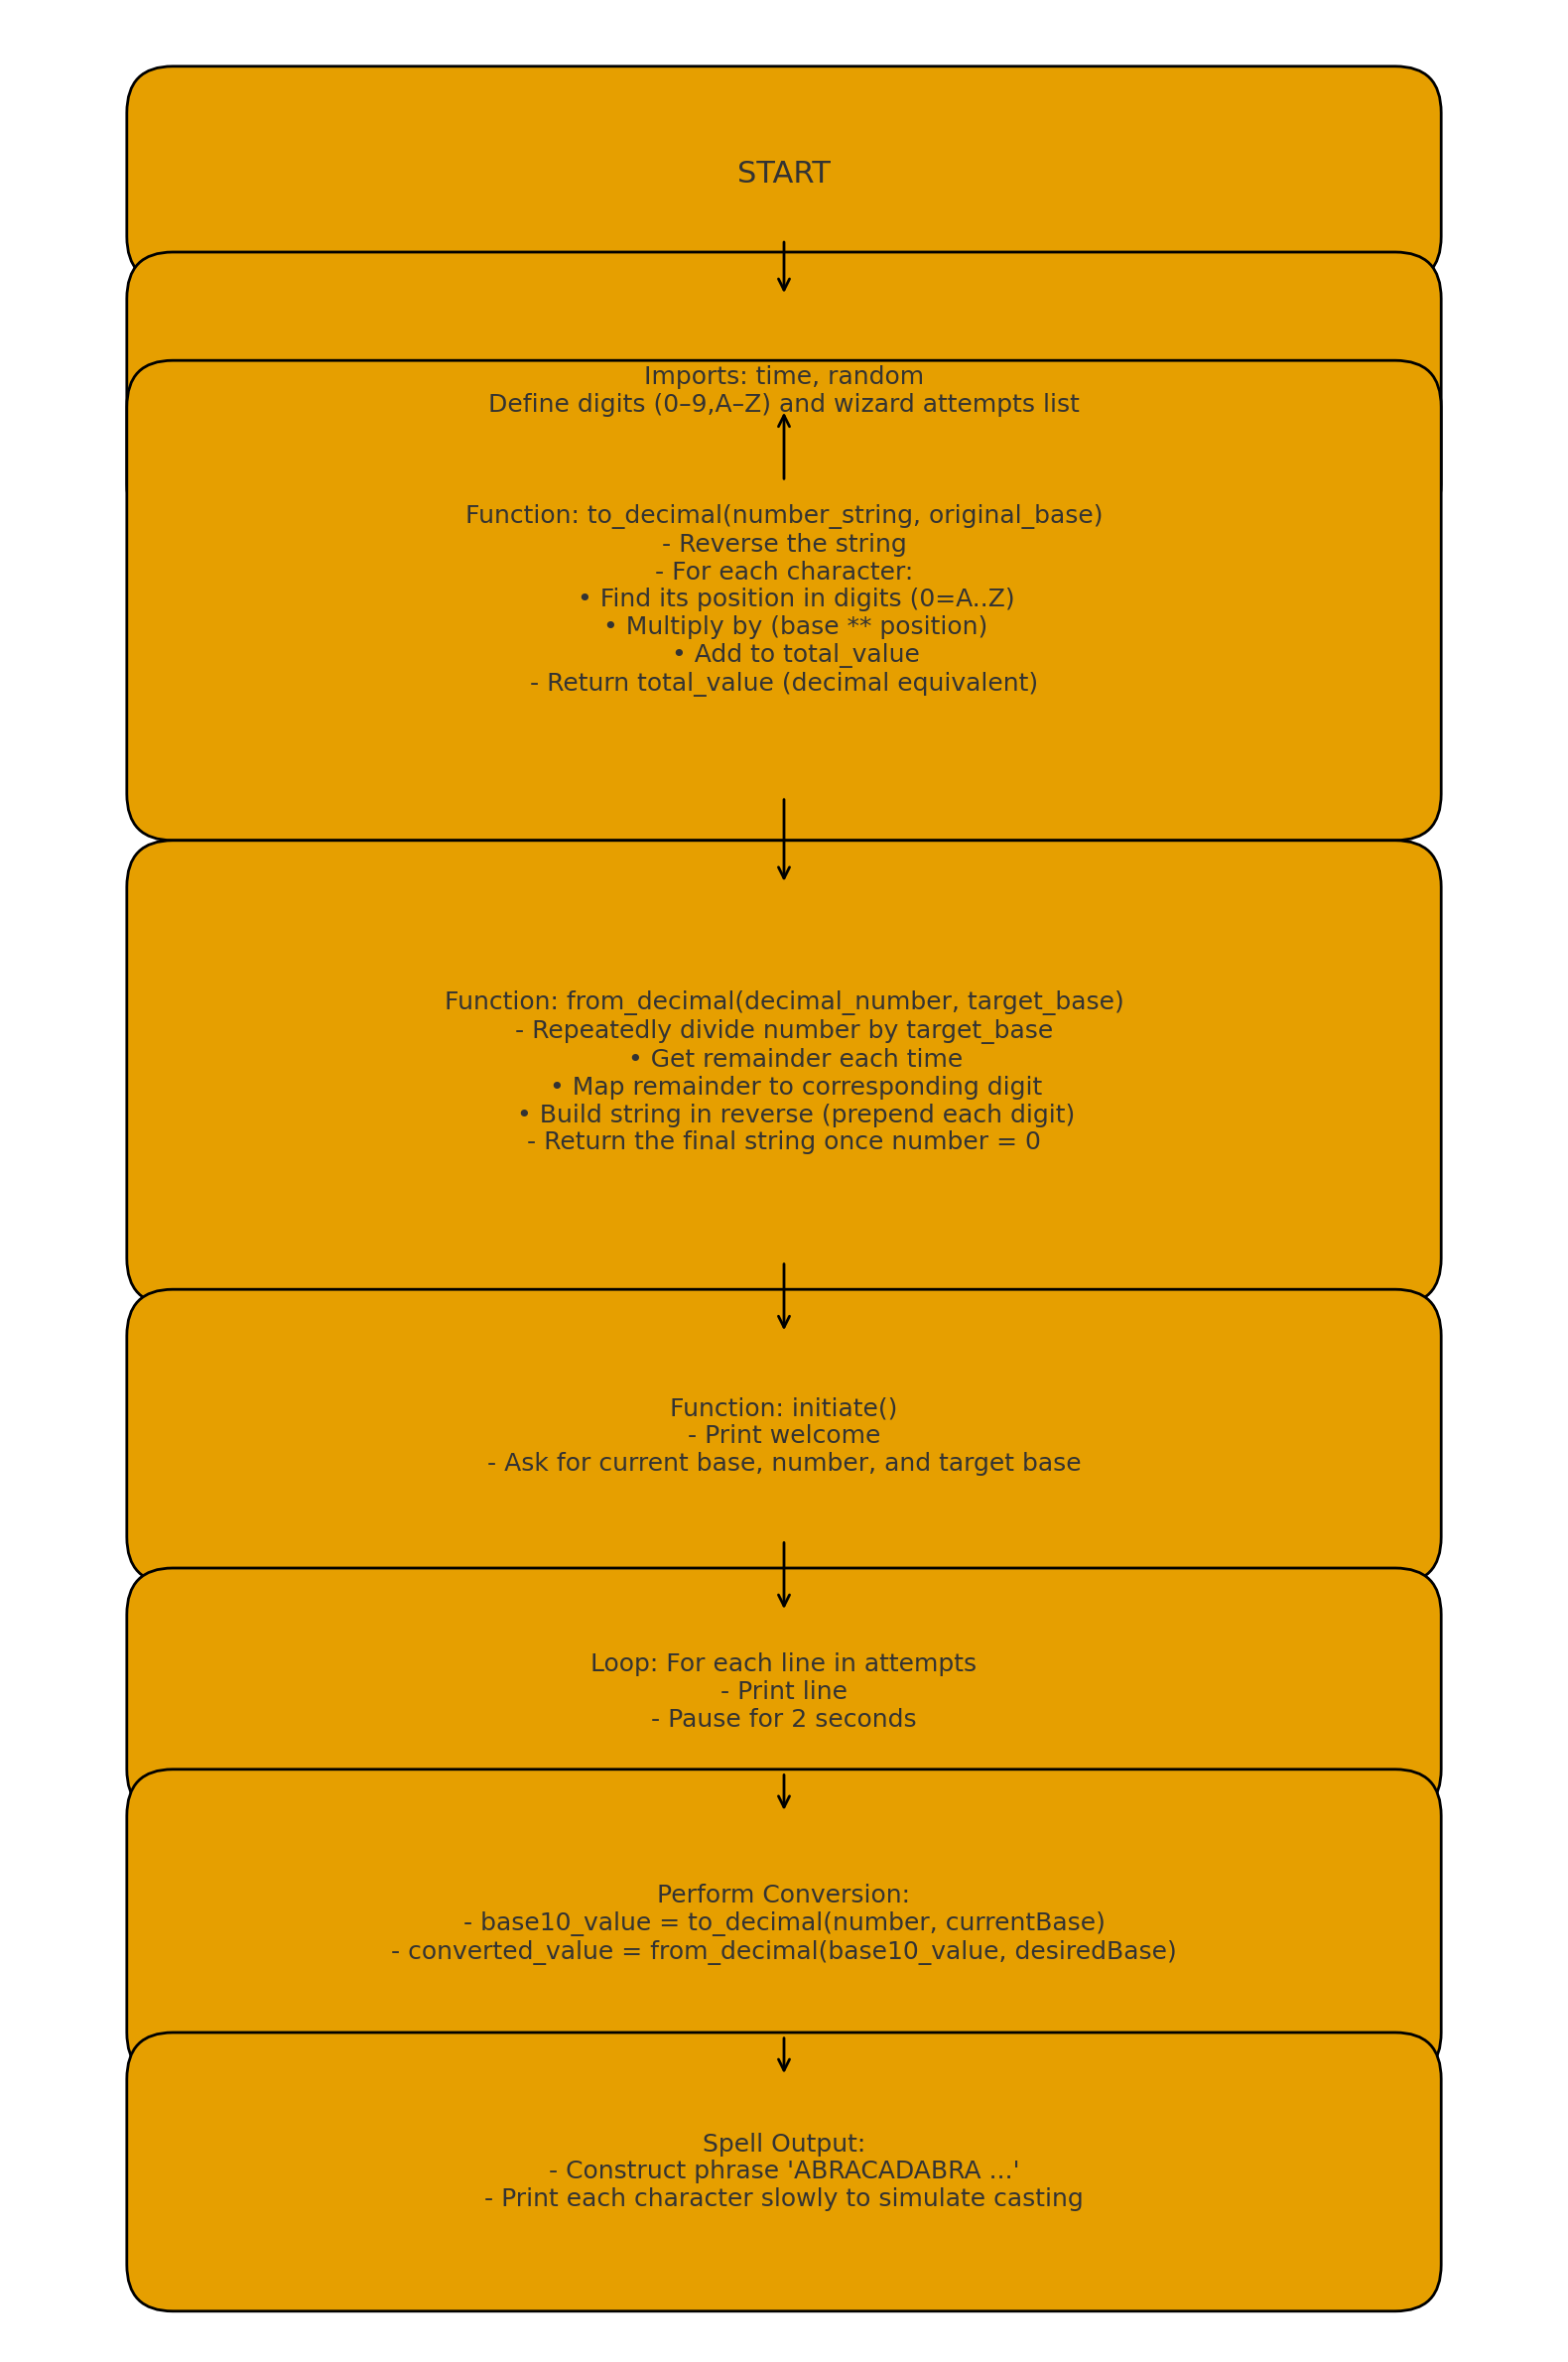 START
Imports: time, random
Define digits (0–9,A–Z) and wizard attempts list
Function: to_decimal(number_string, original_base)
- Reverse the string
- For each character:
• Find its position in digits (0=A..Z)
• Multiply by (base ** position)
• Add to total_value
- Return total_value (decimal equivalent)
Function: from_decimal(decimal_number, target_base)
- Repeatedly divide number by target_base
• Get remainder each time
• Map remainder to corresponding digit
• Build string in reverse (prepend each digit)
- Return the final string once number = 0
Function: initiate()
- Print welcome
- Ask for current base, number, and target base
Loop: For each line in attempts
- Print line
- Pause for 2 seconds
Perform Conversion:
- base10_value = to_decimal(number, currentBase)
- converted_value = from_decimal(base10_value, desiredBase)
Spell Output:
- Construct phrase 'ABRACADABRA ...'
- Print each character slowly to simulate casting